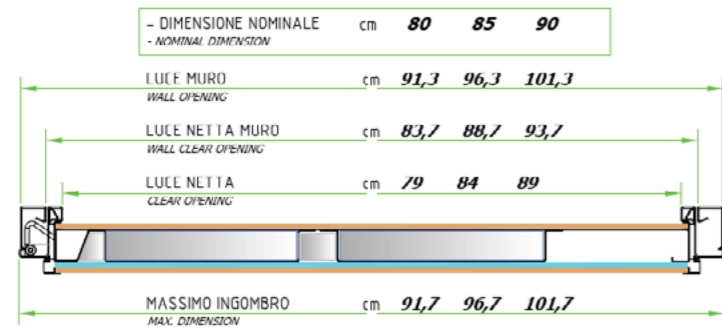 - DIMENSIONE NOMINALE cm 80 85 90
- NOMINAL DIMENSION
LUCE MURO cm 91,3 96,3 101,3
WALL OPENING
LUCE NETTA MURO cm 83,7 88,7 93,7
WALL CLEAR OPENING
LUCE NETTA cm 79 84 89
CLEAR OPENING
MASSIMO INGOMBRO cm 91,7 96,7 101,7
MAX. DIMENSION